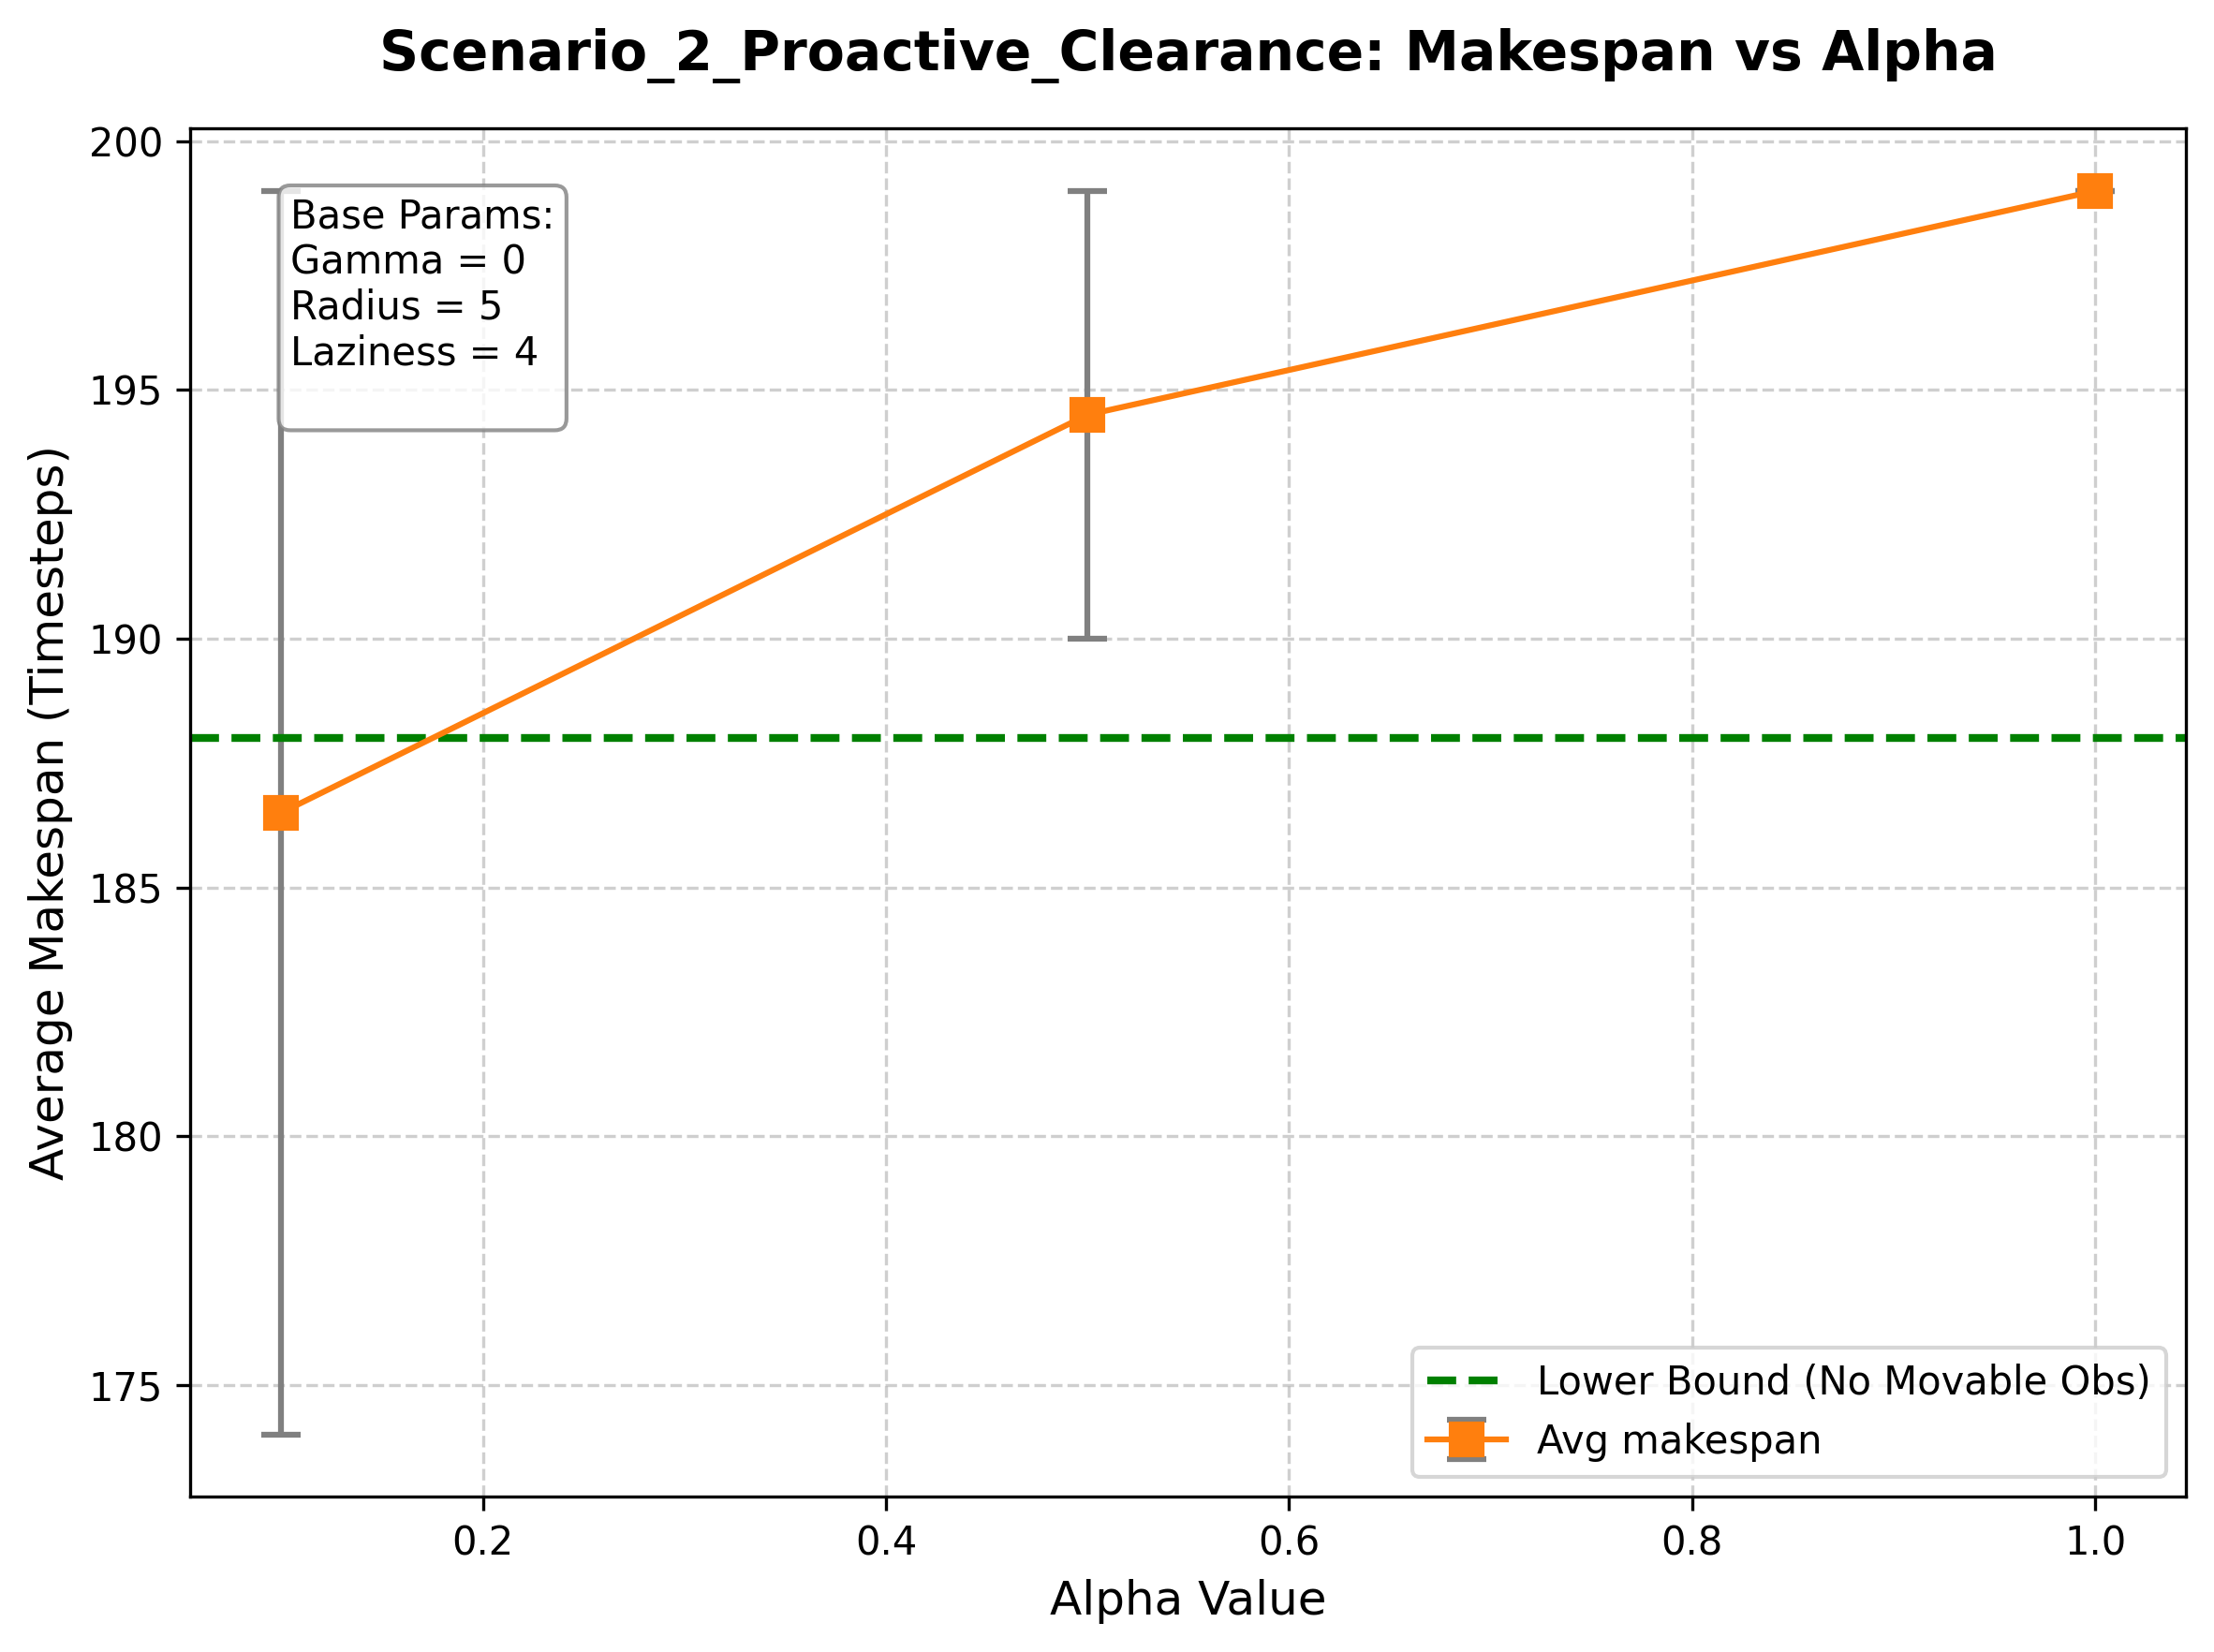 Scenario_2_Proactive_Clearance: Makespan vs Alpha
Average Makespan (Timesteps)
200
195
190
185
180
175
Base Params:
Gamma = 0
Radius = 5
Laziness = 4
Lower Bound (No Movable Obs)
Avg makespan
0.2
0.4
0.6
0.8
1.0
Alpha Value